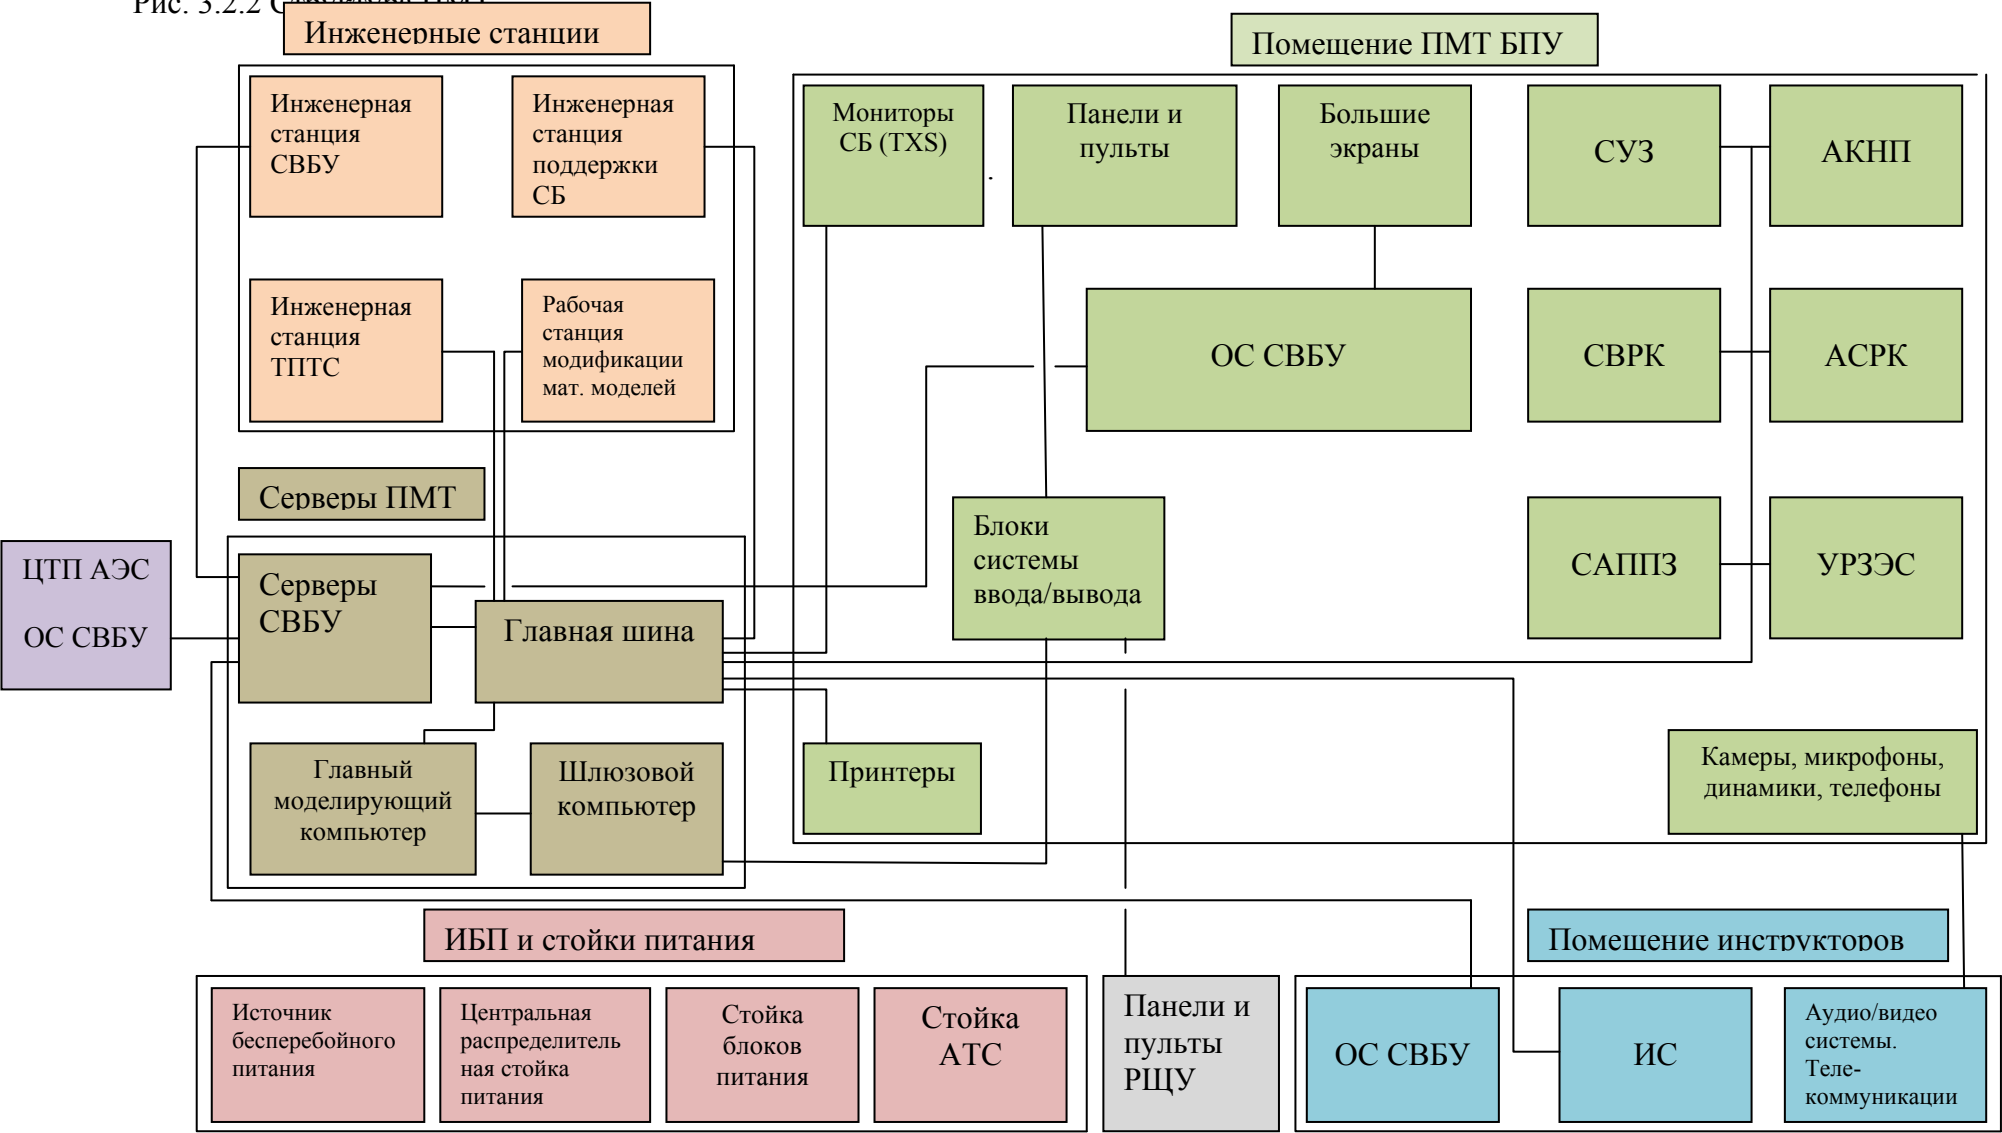 Рис. 3.2.2
Инженерные станции
Помещение ПМТ БПУ
Инженерная
станция
СВБУ
Инженерная
станция
поддержки
СБ
Мониторы
СБ (TXS)
Панели и
пульты
Большие
экраны
СУЗ
АКНП
Инженерная
станция
ТПТС
Рабочая
станция
модификации
мат. моделей
ОС СВБУ
СВРК
АСРК
Серверы ПМТ
Блоки
системы
ввода/вывода
САППЗ
УРЗЭС
ЦТП АЭС
ОС СВБУ
Серверы
СВБУ
Главная шина
Главный
моделирующий
компьютер
Шлюзовой
компьютер
Принтеры
Камеры, микрофоны,
динамики, телефоны
ИБП и стойки питания
Помещение инструкторов
Источник
бесперебойного
питания
Центральная
распределитель
ная стойка
питания
Стойка
блоков
питания
Стойка
АТС
Панели и
пульты
РЩУ
ОС СВБУ
ИС
Аудио/видео
системы.
Теле-
коммуникации